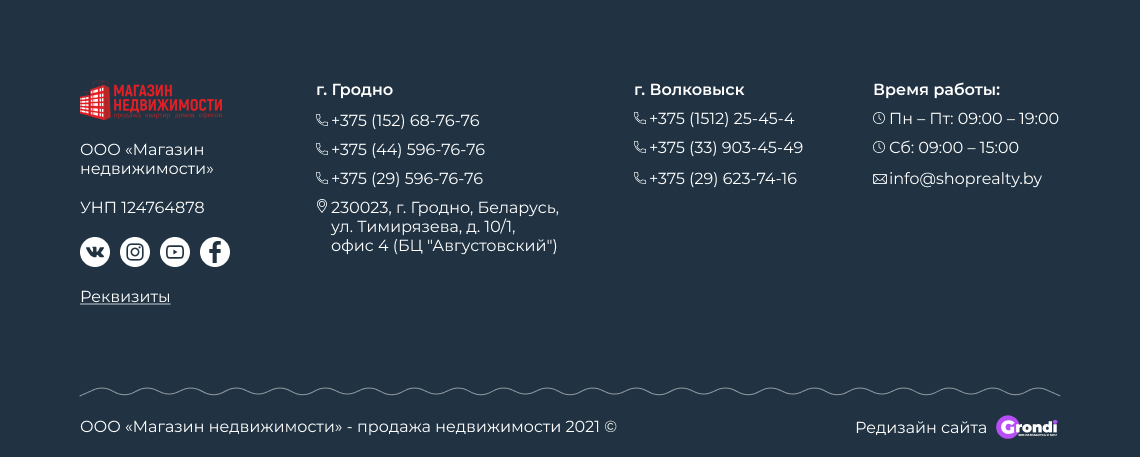 МАГАЗИН
НЕДВИЖИМОСТИ
продажа квартир домов офисов
ООО «Магазин
недвижимости»
УНП 124764878
Реквизиты
г. Гродно
+375 (152) 68-76-76
+375 (44) 596-76-76
+375 (29) 596-76-76
230023, г. Гродно, Беларусь,
ул. Тимирязева, д. 10/1,
офис 4 (БЦ "Августовский")
г. Волковыск
+375 (1512) 25-45-4
+375 (33) 903-45-49
+375 (29) 623-74-16
Время работы:
Пн – Пт: 09:00 – 19:00
Сб: 09:00 – 15:00
info@shoprealty.by
ООО «Магазин недвижимости» - продажа недвижимости 2021 ©
Редизайн сайта
Grondi